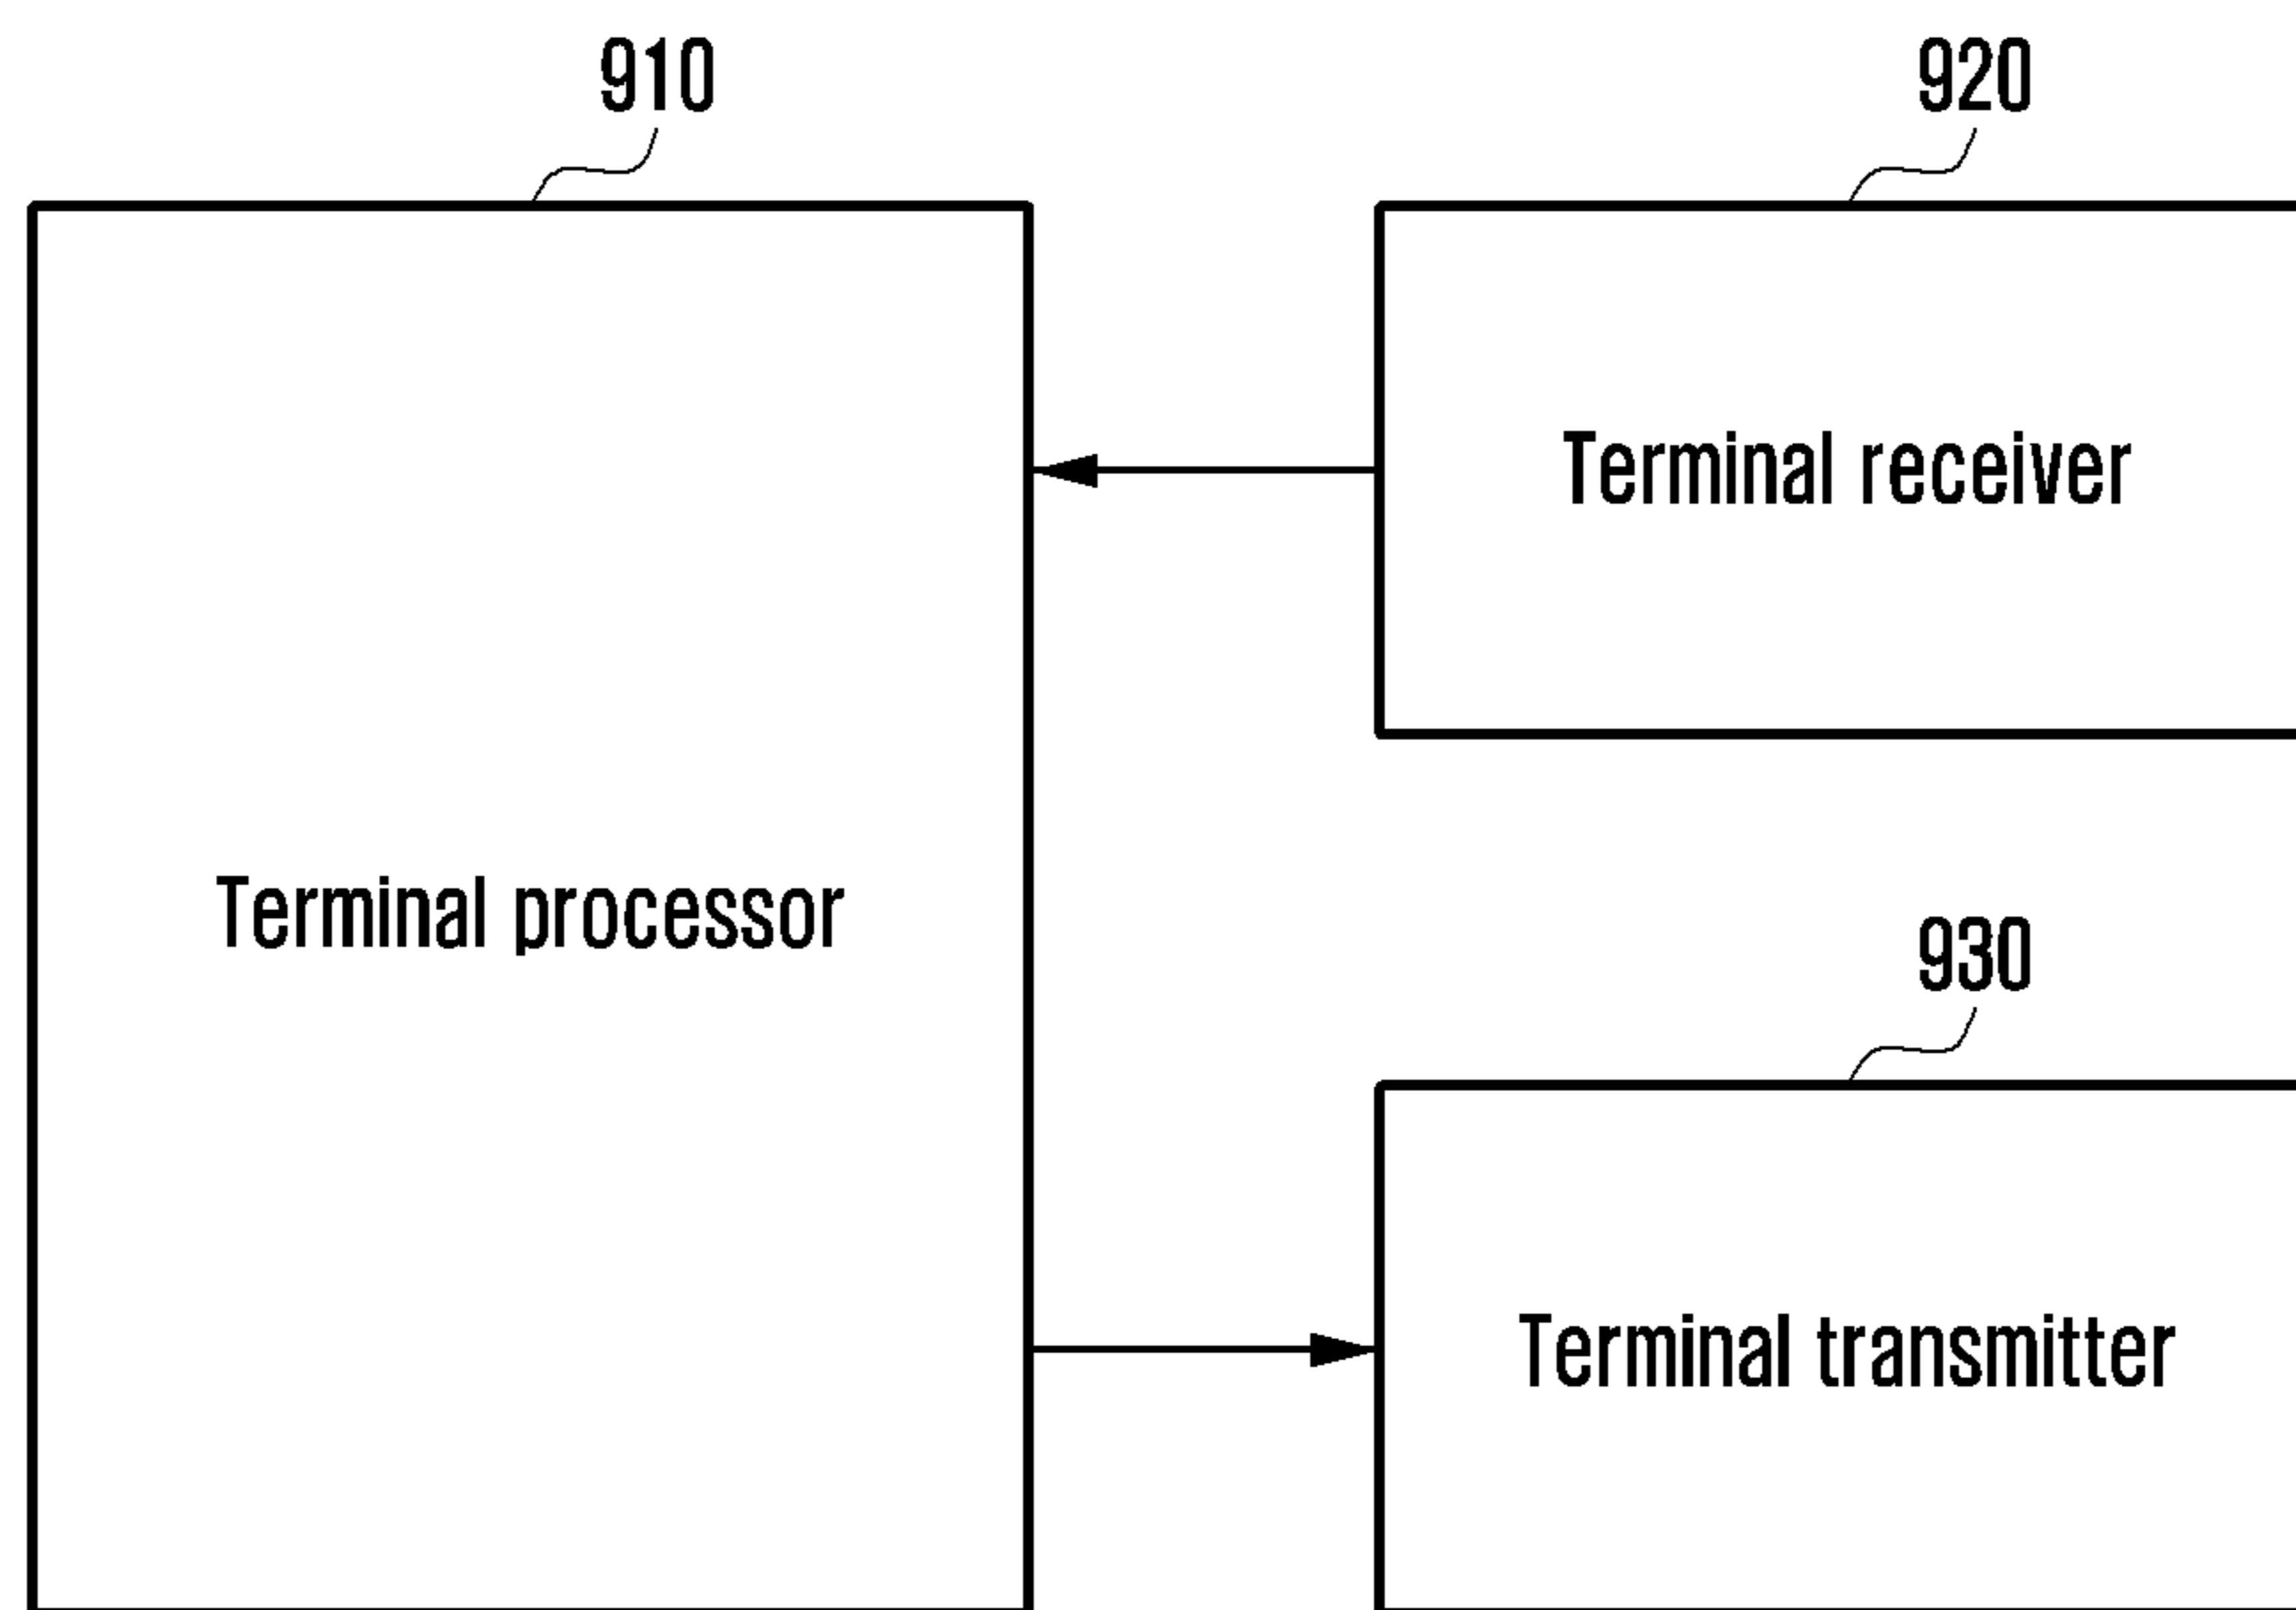 910
920
Terminal receiver
Terminal processor
930
Terminal transmitter